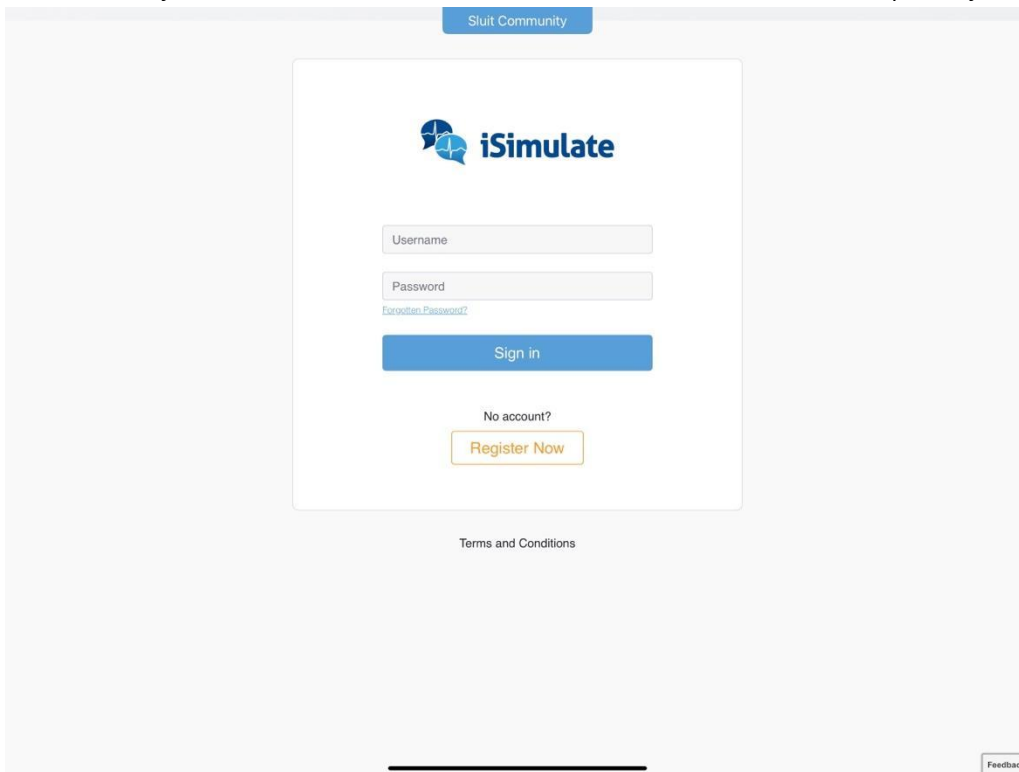 Sluit Community
iSimulate
Username
Password
Forgotten Password?
Sign in
No account?
Register Now
Terms and Conditions
Feedbac